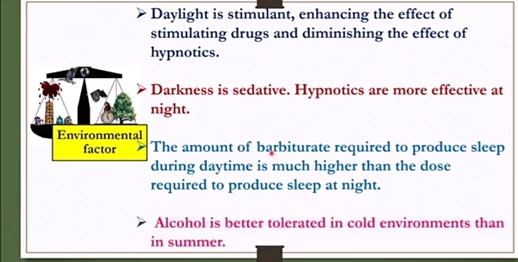 ➢ Daylight is stimulant, enhancing the effect of
stimulating drugs and diminishing the effect of
hypnotics.
➢ Darkness is sedative. Hypnotics are more effective at
night.
Environmental
factor
➢ The amount of barbiturate required to produce sleep
during daytime is much higher than the dose
required to produce sleep at night.
➢ Alcohol is better tolerated in cold environments than
in summer.